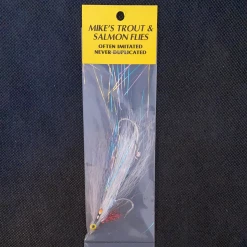 MIKE'S TROUT &
SALMON FLIES
OFTEN IMITATED
NEVER DUPLICATED